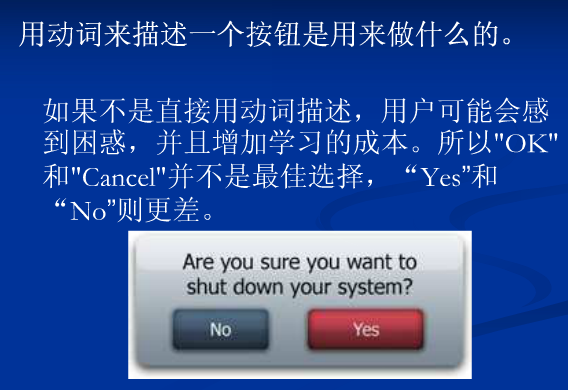 用动词来描述一个按钮是用来做什么的。
如果不是直接用动词描述，用户可能会感
到困惑，并且增加学习的成本。所以"OK"
和"Cancel"并不是最佳选择，“Yes”和
“No”则更差。
Are you sure you want to
shut down your system?
No Yes